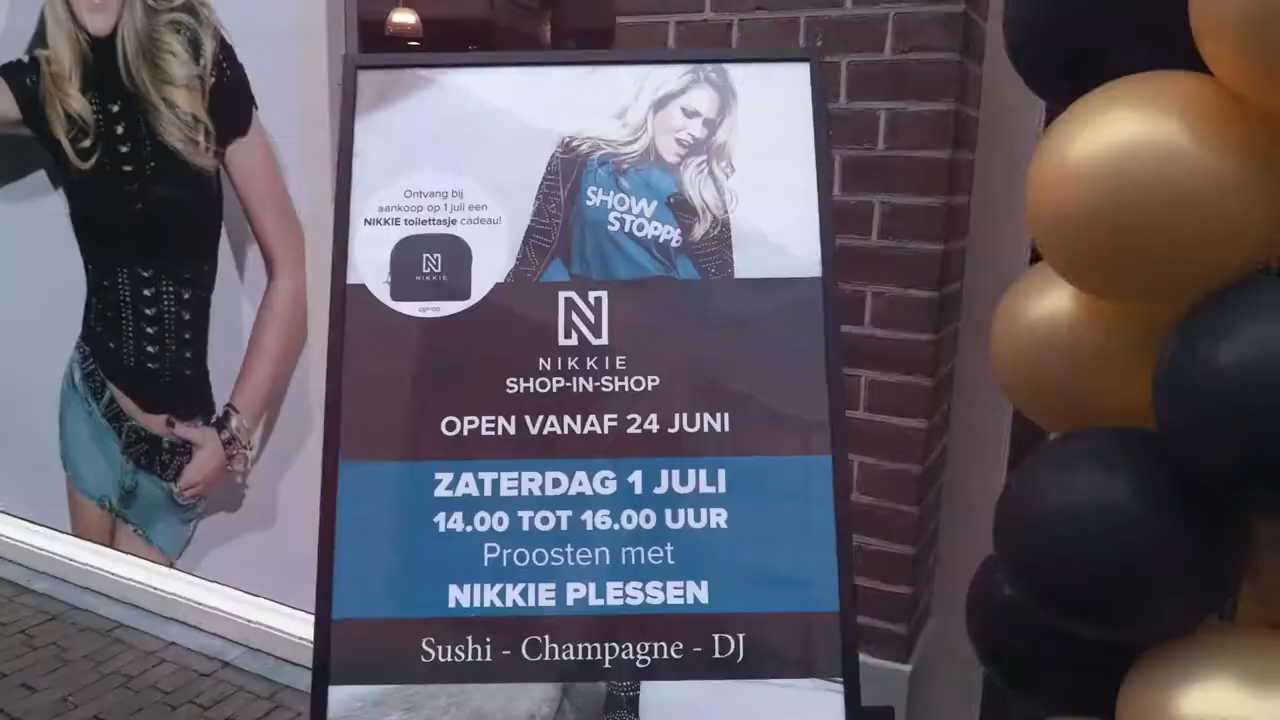 Ontvang bij
aankoop op 1 juli een
NIKKIE toilettasje cadeau!
N
NIKKIE
SHOW
STOPPE
N
NIKKIE
SHOP-IN-SHOP
OPEN VANAF 24 JUNI
ZATERDAG 1 JULI
14.00 TOT 16.00 UUR
Proosten met
NIKKIE PLESSEN
Sushi - Champagne - DJ